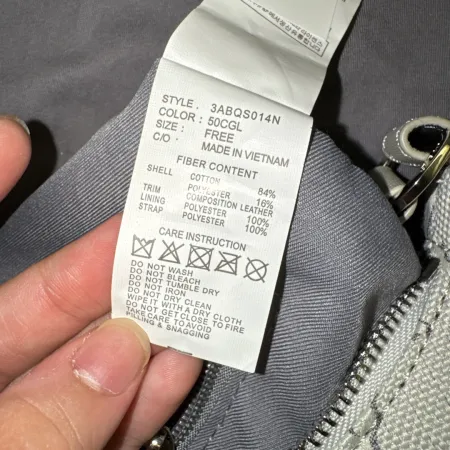 STYLE : 3ABQS014N
COLOR : 50CGL
SIZE : FREE
C/O : MADE IN VIETNAM
FIBER CONTENT
SHELL COTTON 84%
POLYESTER 16%
TRIM COMPOSITION LEATHER
LINING POLYESTER 100%
STRAP POLYESTER 100%
CARE INSTRUCTION
DO NOT WASH
DO NOT BLEACH
DO NOT TUMBLE DRY
DO NOT IRON
DO NOT DRY CLEAN
WIPE IT WITH A DRY CLOTH
DO NOT GET CLOSE TO FIRE
TAKE CARE TO AVOID
PILLING & SNAGGING